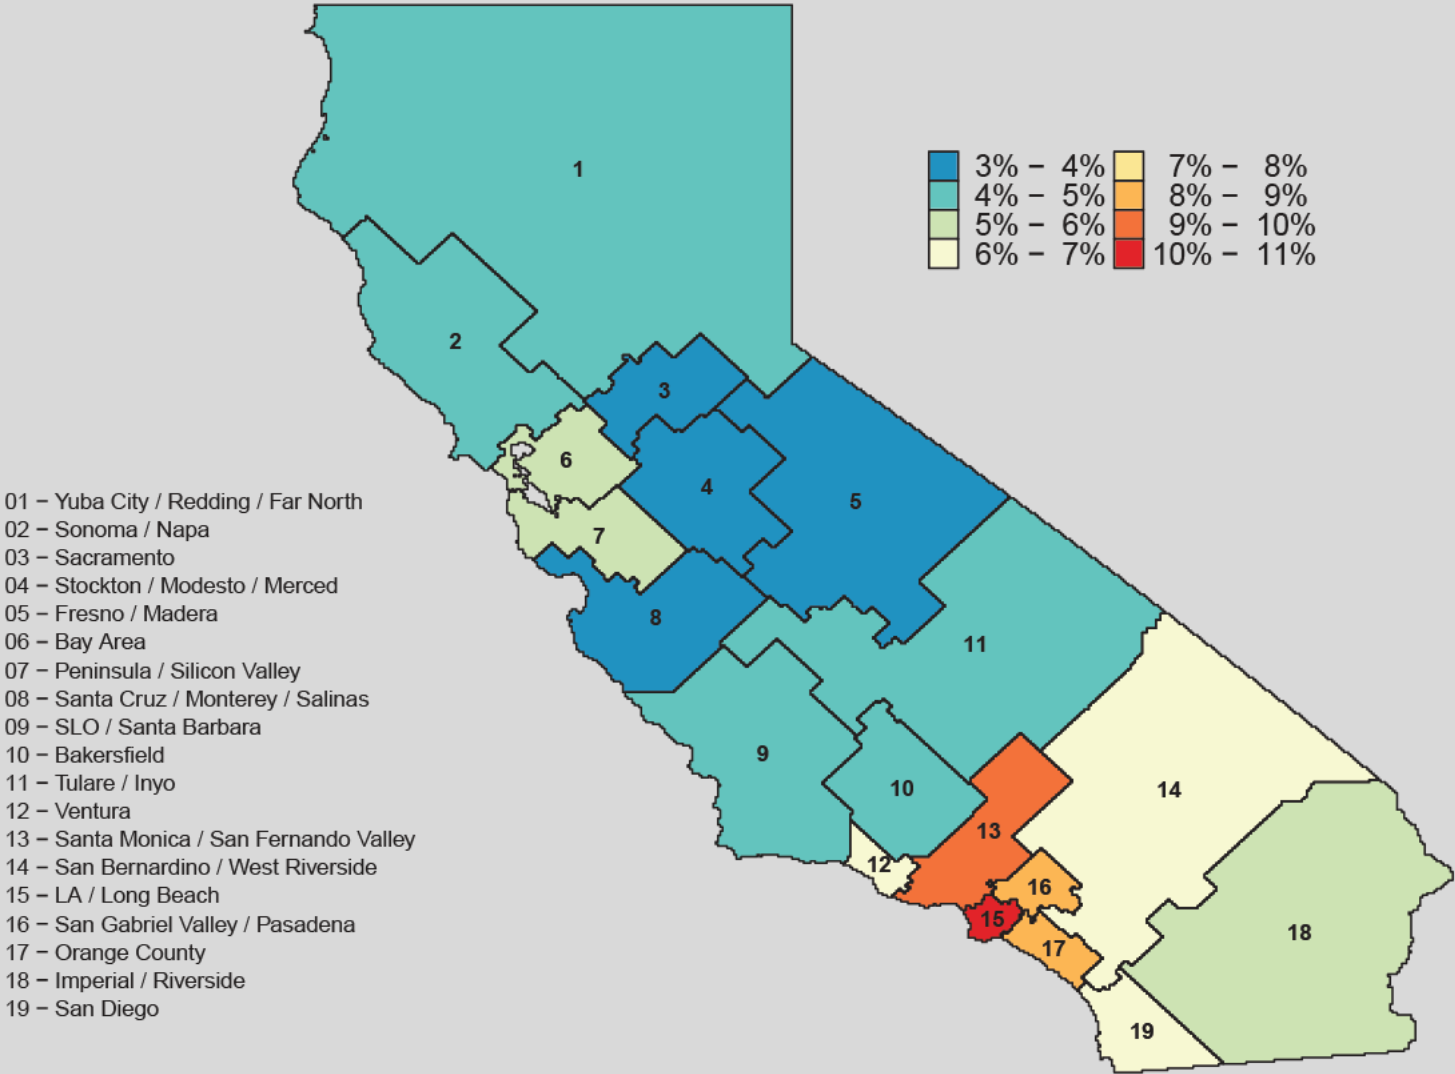 1
3% – 4% 7% – 8%
4% – 5% 8% – 9%
5% – 6% 9% – 10%
6% – 7% 10% – 11%
2
3
6
4
5
7
8
11
9
10
14
13
12
16
15
17
18
19
01 – Yuba City / Redding / Far North
02 – Sonoma / Napa
03 – Sacramento
04 – Stockton / Modesto / Merced
05 – Fresno / Madera
06 – Bay Area
07 – Peninsula / Silicon Valley
08 – Santa Cruz / Monterey / Salinas
09 – SLO / Santa Barbara
10 – Bakersfield
11 – Tulare / Inyo
12 – Ventura
13 – Santa Monica / San Fernando Valley
14 – San Bernardino / West Riverside
15 – LA / Long Beach
16 – San Gabriel Valley / Pasadena
17 – Orange County
18 – Imperial / Riverside
19 – San Diego